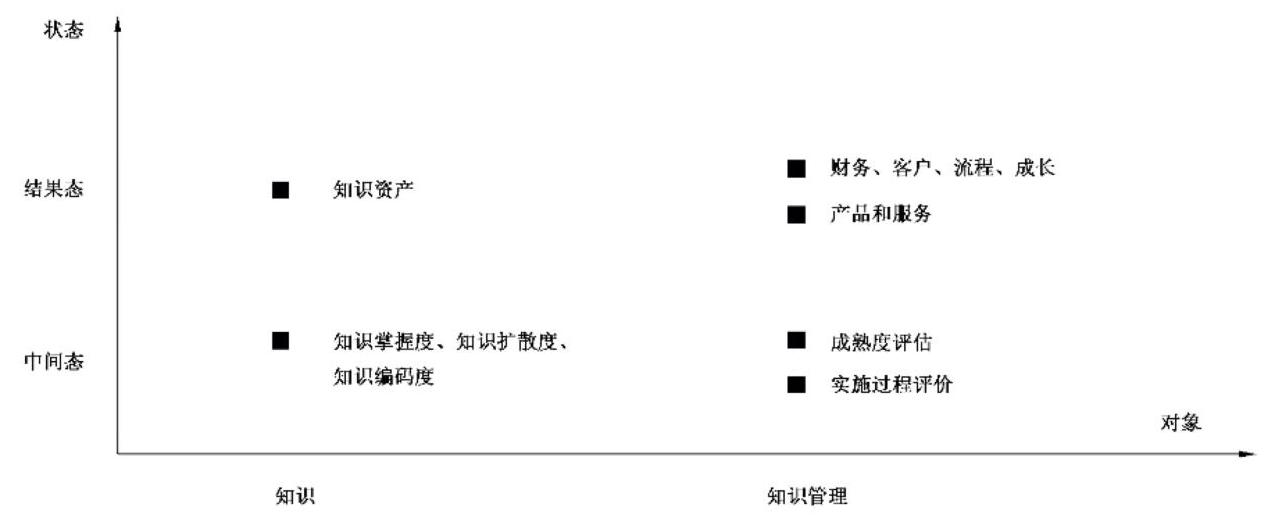 状态
结果态
知识资产
财务、客户、流程、成长
产品和服务
中间态
知识掌握度、知识扩散度、
知识编码度
成熟度评估
实施过程评价
对象
知识
知识管理